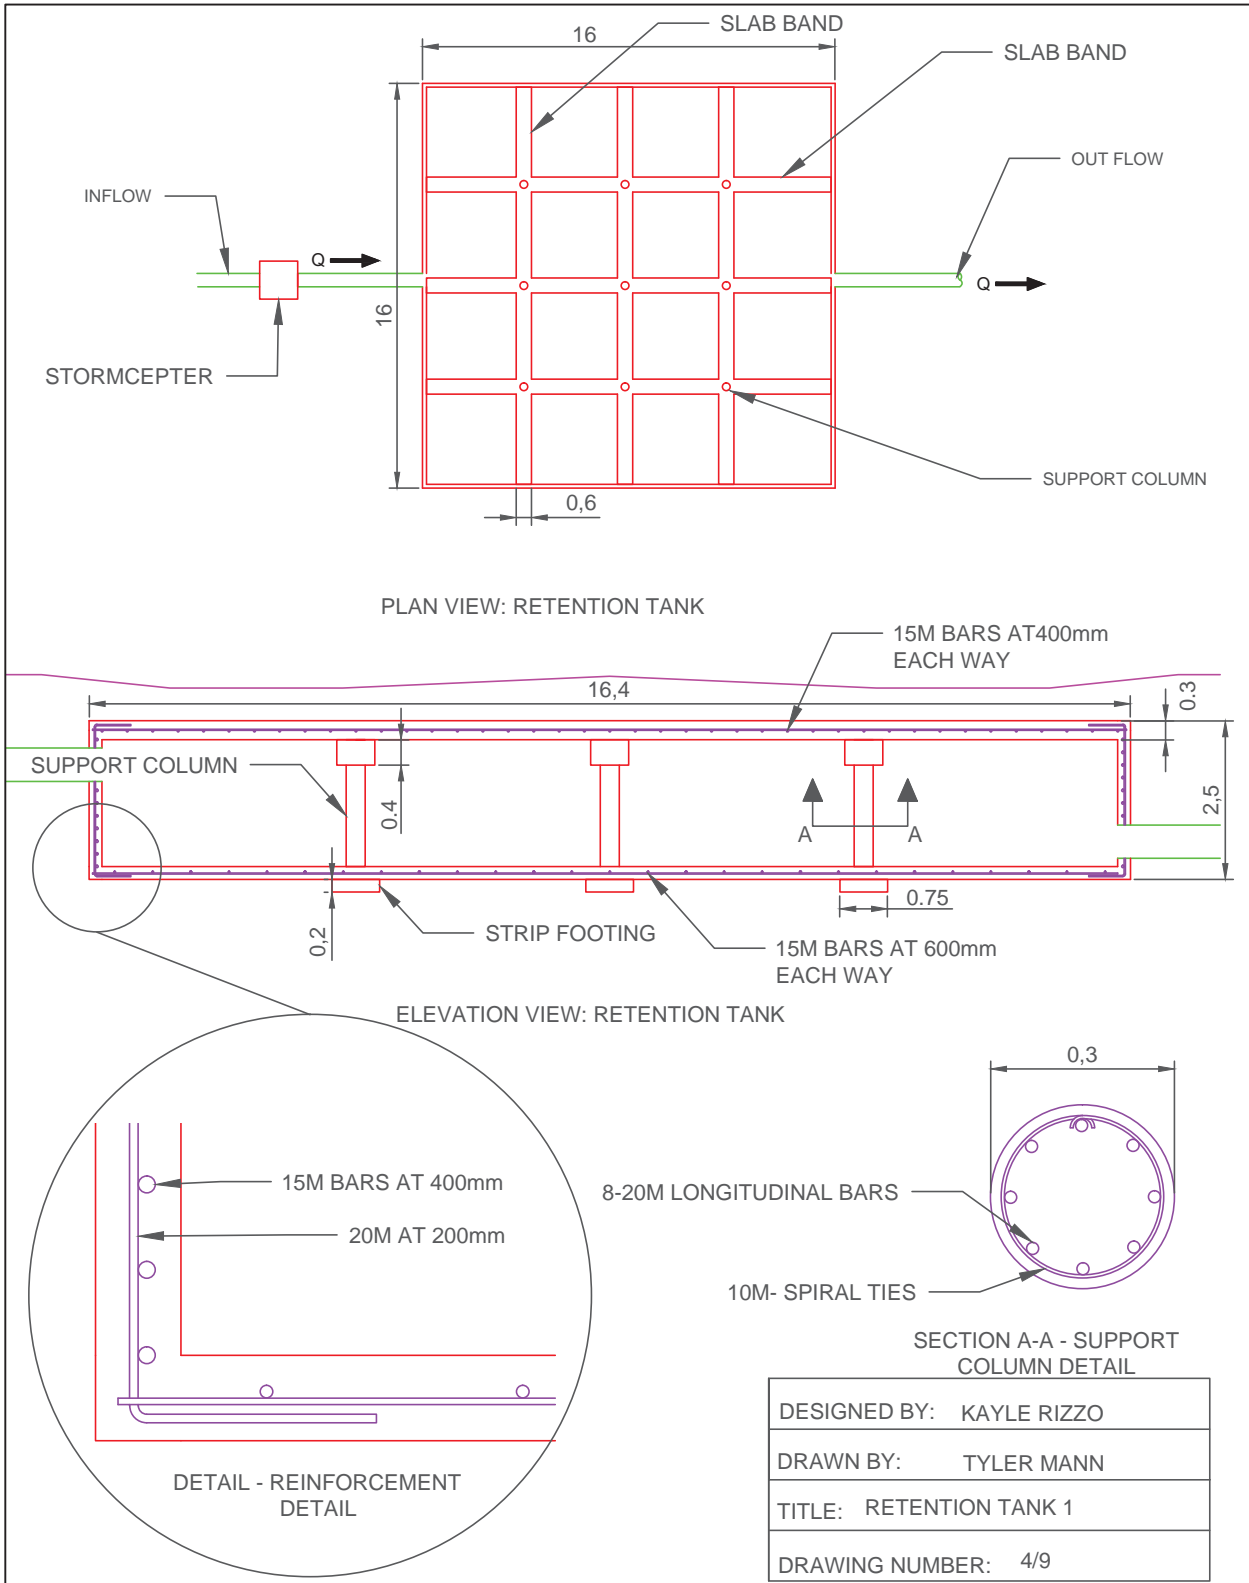 SLAB BAND
16
SLAB BAND
OUT FLOW
INFLOW
Q
Q
16
STORMCEPTER
SUPPORT COLUMN
0,6
PLAN VIEW: RETENTION TANK
15M BARS AT400mm
EACH WAY
16,4
0.3
SUPPORT COLUMN
0.4
A
A
2,5
0.75
0,2
STRIP FOOTING
15M BARS AT 600mm
EACH WAY
ELEVATION VIEW: RETENTION TANK
0,3
15M BARS AT 400mm
20M AT 200mm
8-20M LONGITUDINAL BARS
10M- SPIRAL TIES
SECTION A-A - SUPPORT
COLUMN DETAIL
DETAIL - REINFORCEMENT
DETAIL
DESIGNED BY: KAYLE RIZZO
DRAWN BY: TYLER MANN
TITLE: RETENTION TANK 1
DRAWING NUMBER: 4/9